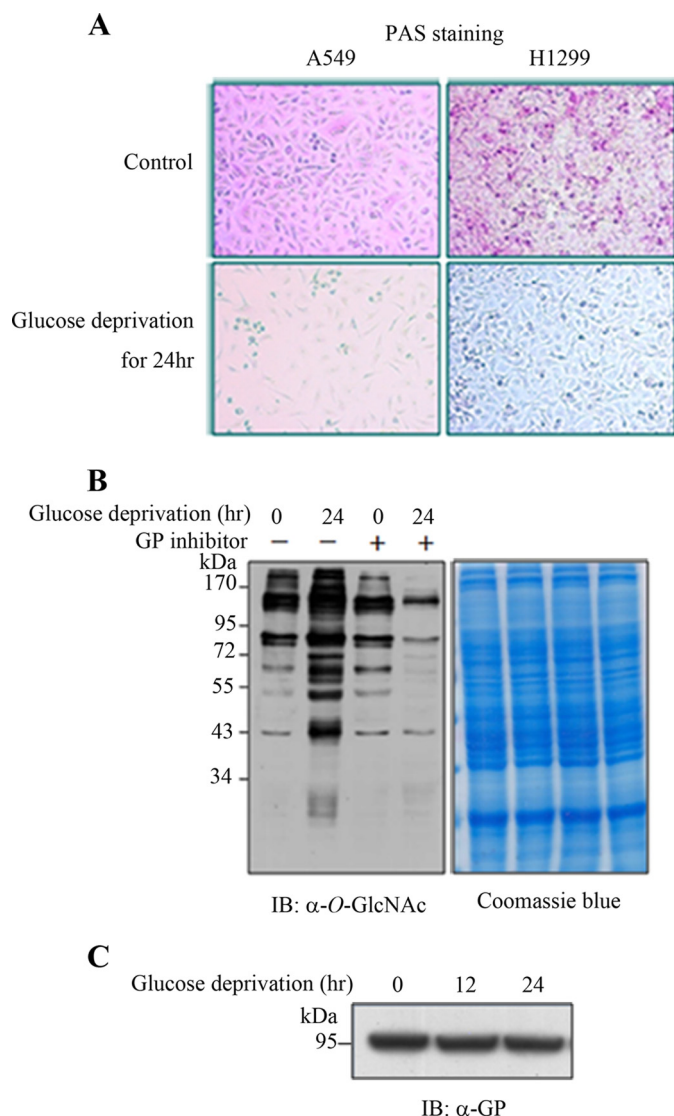 A
PAS staining
A549 H1299
Control
Glucose deprivation
for 24hr
B
Glucose deprivation (hr) 0 24 0 24
GP inhibitor – – + +
kDa
170
95
72
55
43
34
IB: α-O-GlcNAc Coomassie blue
C
Glucose deprivation (hr) 0 12 24
kDa
95
IB: α-GP